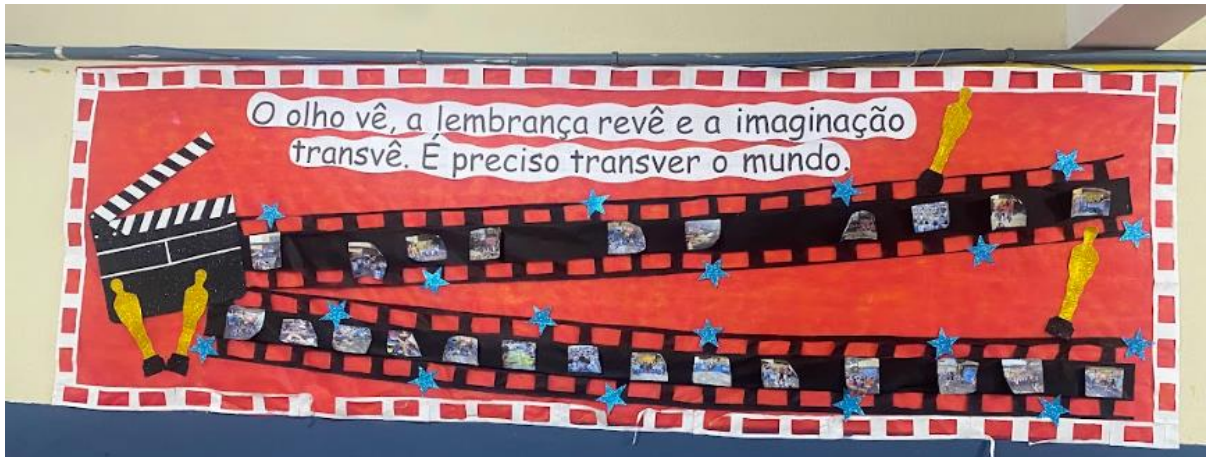 O olho vê, a lembrança revê e a imaginação
transvê. É preciso transver o mundo.